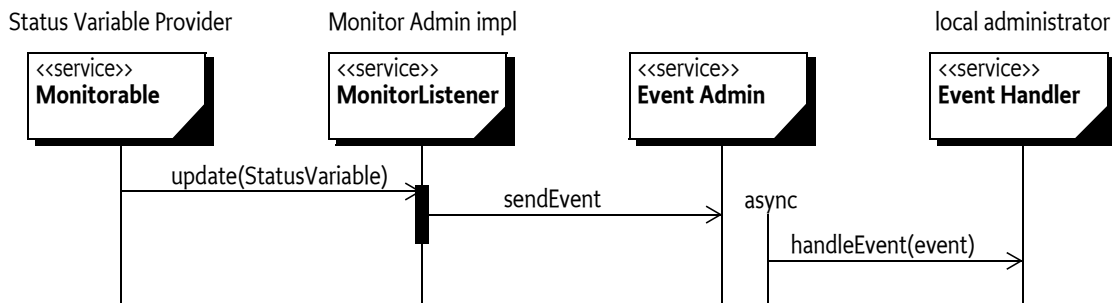 Status Variable Provider
Monitor Admin impl
local administrator
<<service>>
Monitorable
<<service>>
MonitorListener
<<service>>
Event Admin
<<service>>
Event Handler
update(StatusVariable)
sendEvent
async
handleEvent(event)